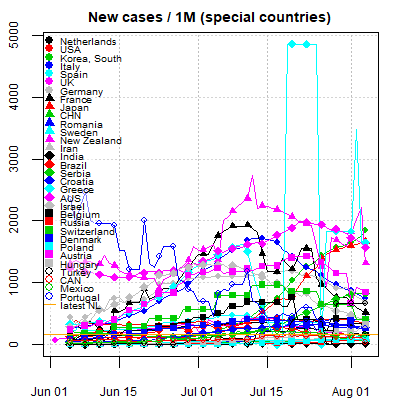 New cases / 1M (special countries)
5000
4000
3000
2000
1000
0
Netherlands
USA
Korea, South
Italy
Spain
UK
Germany
France
Japan
CHN
Romania
Sweden
New Zealand
Iran
India
Brazil
Serbia
Croatia
Greece
AUS
Israel
Belgium
Russia
Switzerland
Denmark
Poland
Austria
Hungary
Turkey
CAN
Mexico
Portugal
latest NL
Jun 01
Jun 15
Jul 01
Jul 15
Aug 01